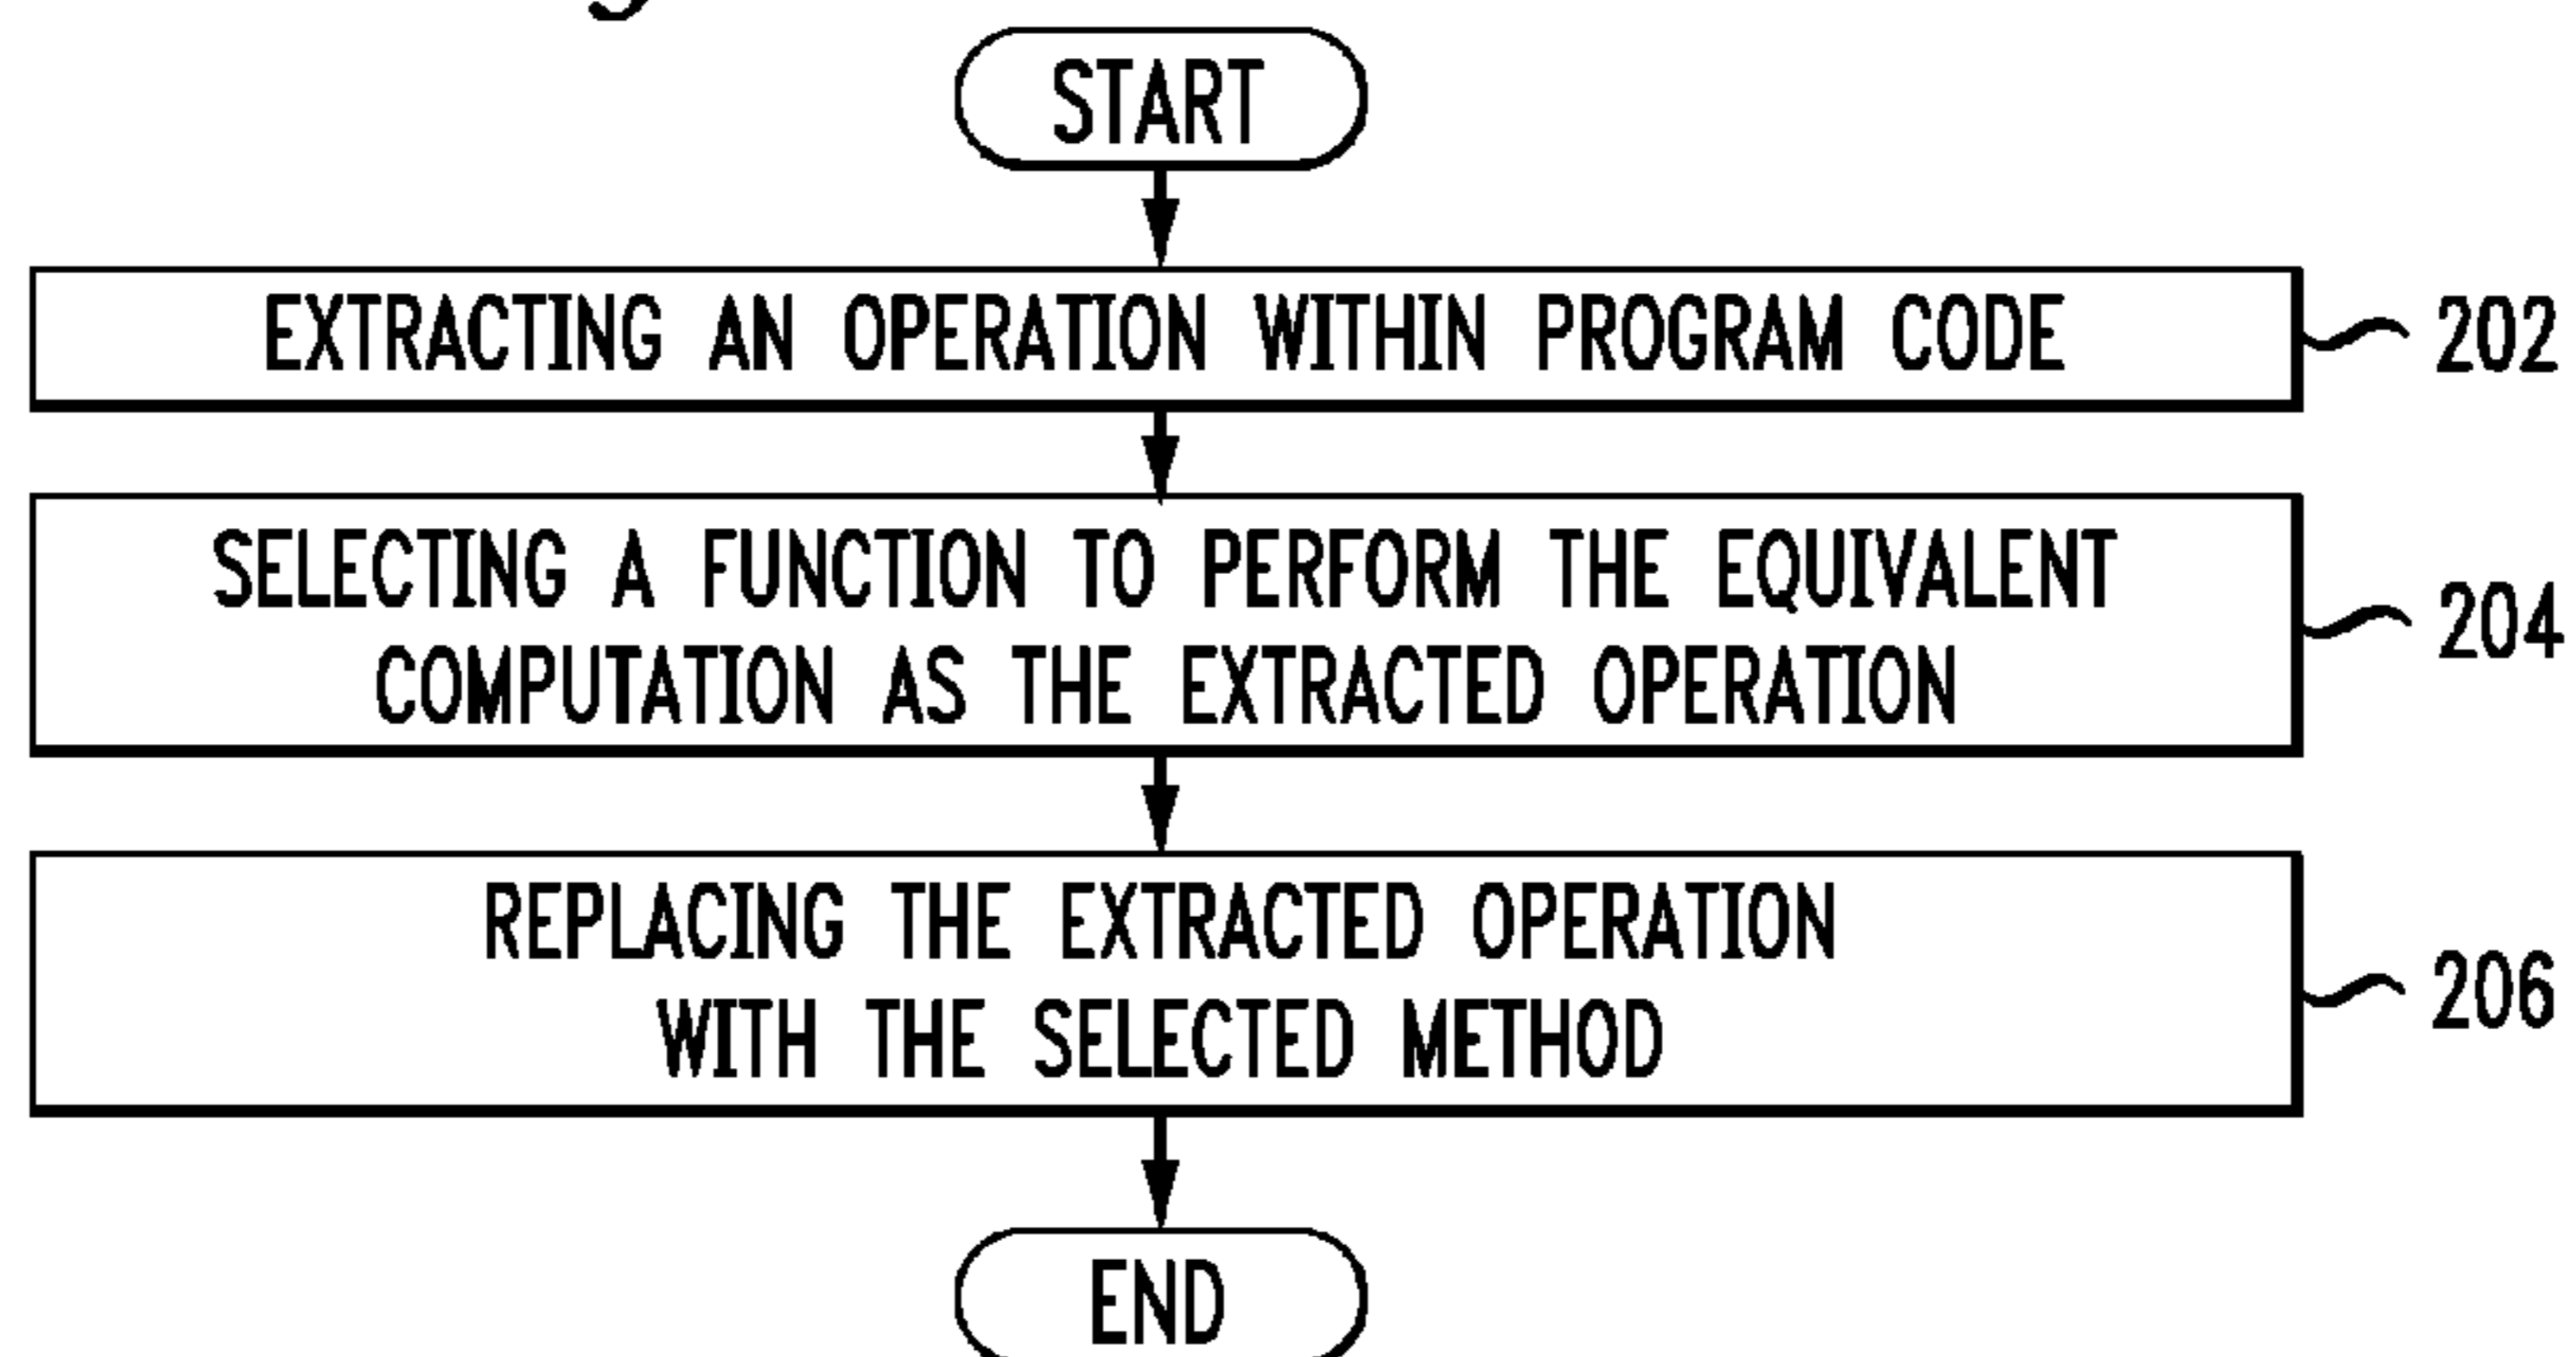 START
EXTRACTING AN OPERATION WITHIN PROGRAM CODE
202
SELECTING A FUNCTION TO PERFORM THE EQUIVALENT
COMPUTATION AS THE EXTRACTED OPERATION
204
REPLACING THE EXTRACTED OPERATION
WITH THE SELECTED METHOD
206
END